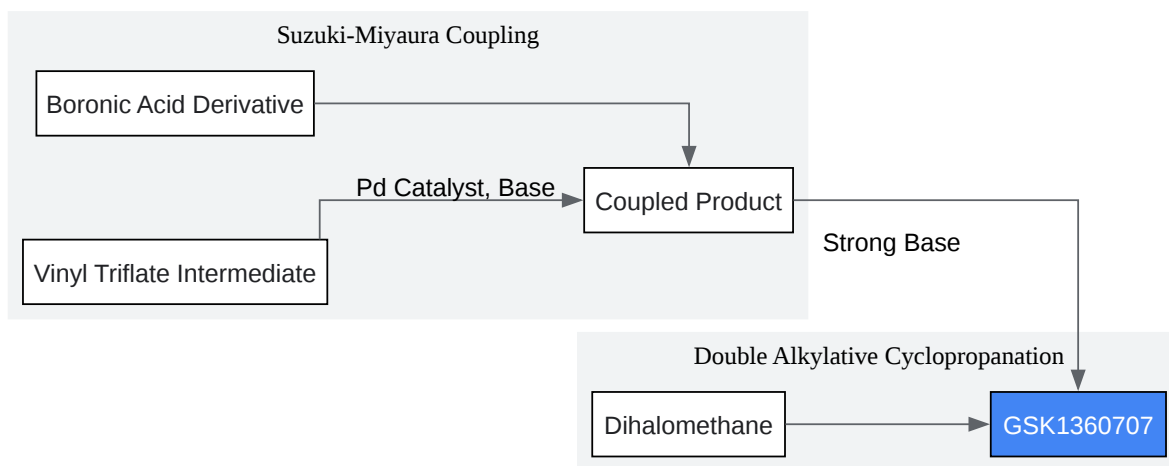 Suzuki-Miyaura Coupling
Boronic Acid Derivative
Pd Catalyst, Base
Coupled Product
Vinyl Triflate Intermediate
Strong Base
Double Alkylative Cyclopropanation
Dihalomethane
GSK1360707